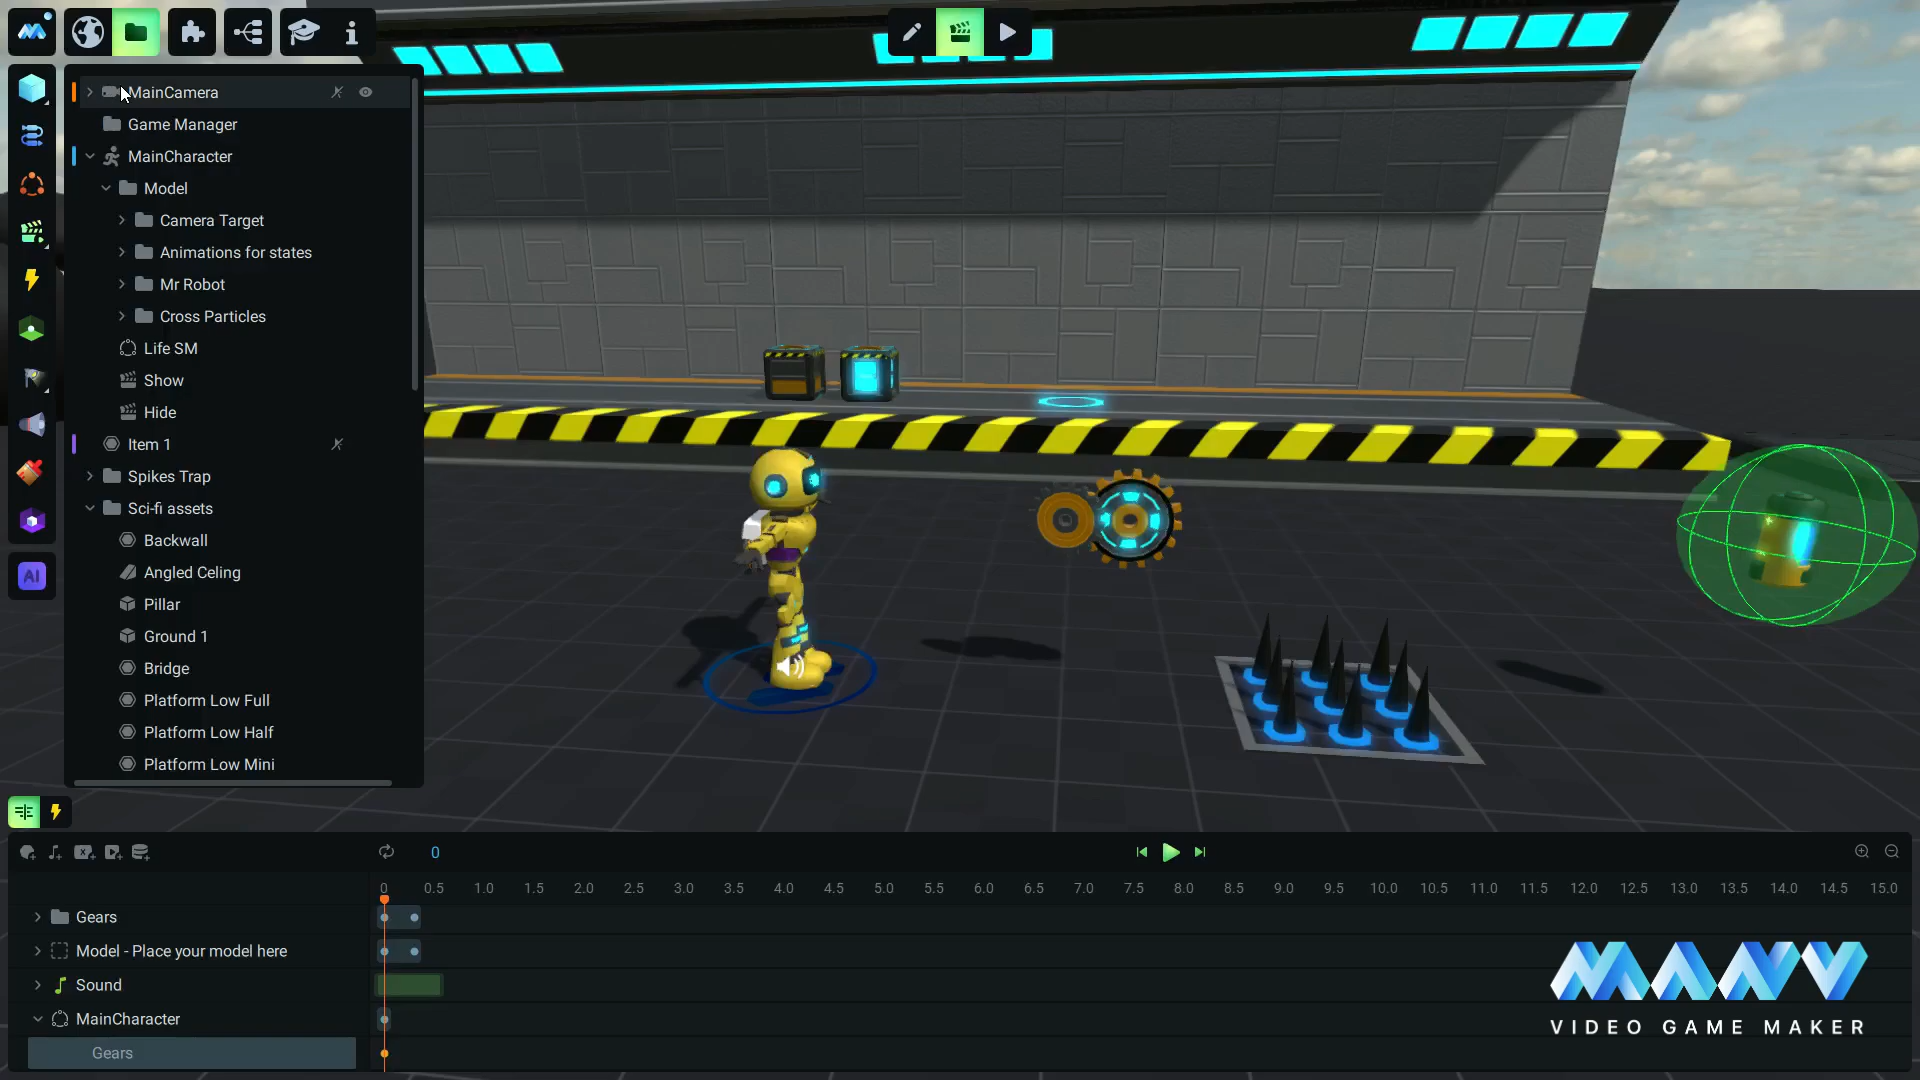 MainCamera
Game Manager
MainCharacter
Model
Camera Target
Animations for states
Mr Robot
Cross Particles
Life SM
Show
Hide
Item 1
Spikes Trap
Sci-fi assets
Backwall
Angled Celing
Pillar
Ground 1
Bridge
Platform Low Full
Platform Low Half
Platform Low Mini
AI
0
0 0.5 1.0 1.5 2.0 2.5 3.0 3.5 4.0 4.5 5.0 5.5 6.0 6.5 7.0 7.5 8.0 8.5 9.0 9.5 10.0 10.5 11.0 11.5 12.0 12.5 13.0 13.5 14.0 14.5 15.0
Gears
Model - Place your model here
Sound
MainCharacter
Gears
MANV
VIDEO GAME MAKER